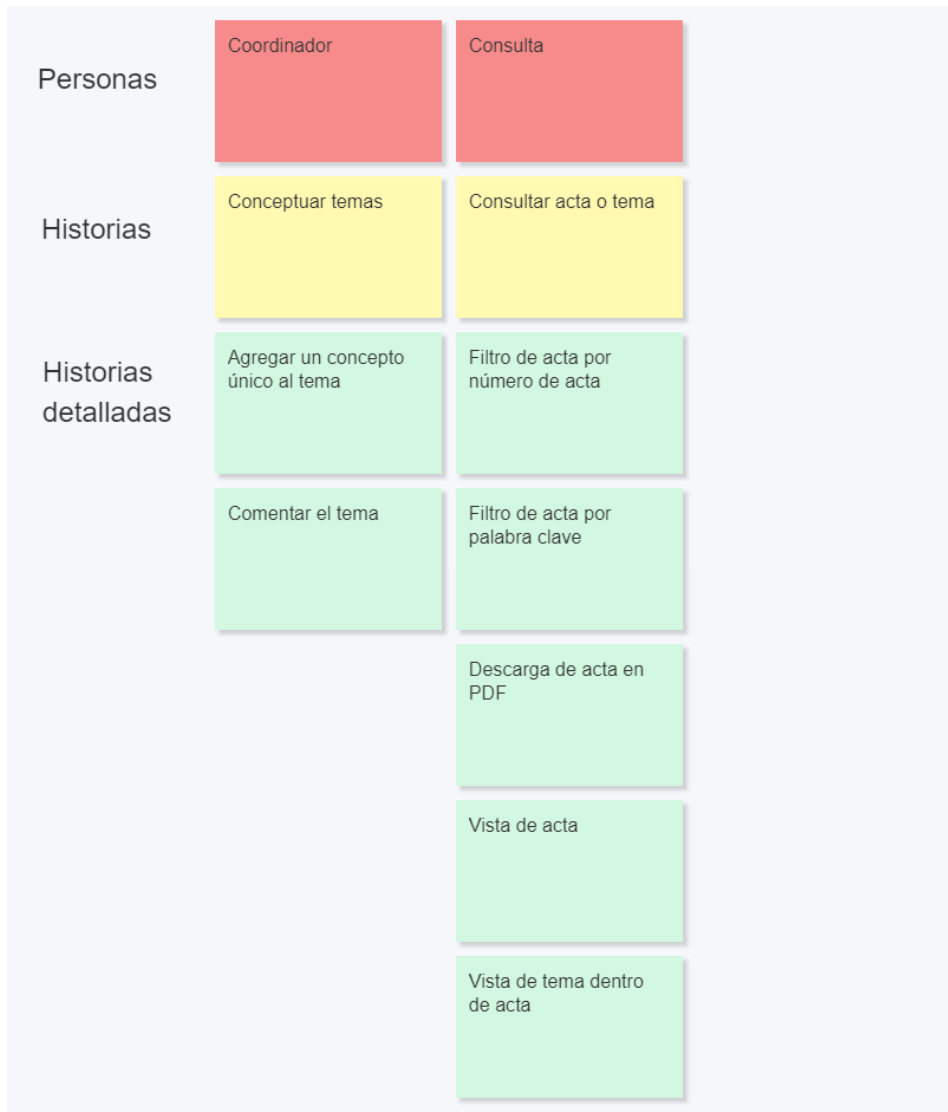 Personas
Coordinador
Consulta
Historias
Conceptuar temas
Consultar acta o tema
Historias
detalladas
Agregar un concepto
único al tema
Filtro de acta por
número de acta
Comentar el tema
Filtro de acta por
palabra clave
Descarga de acta en
PDF
Vista de acta
Vista de tema dentro
de acta